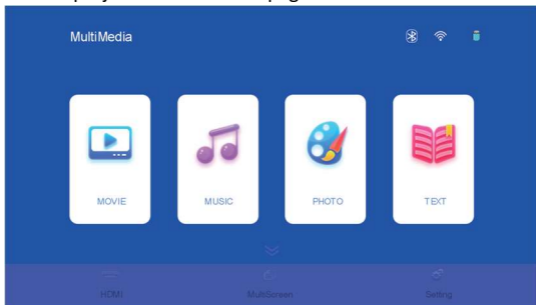 MultiMedia
MOVIE
MUSIC
PHOTO
TEXT
HDMI
MultiScreen
Setting